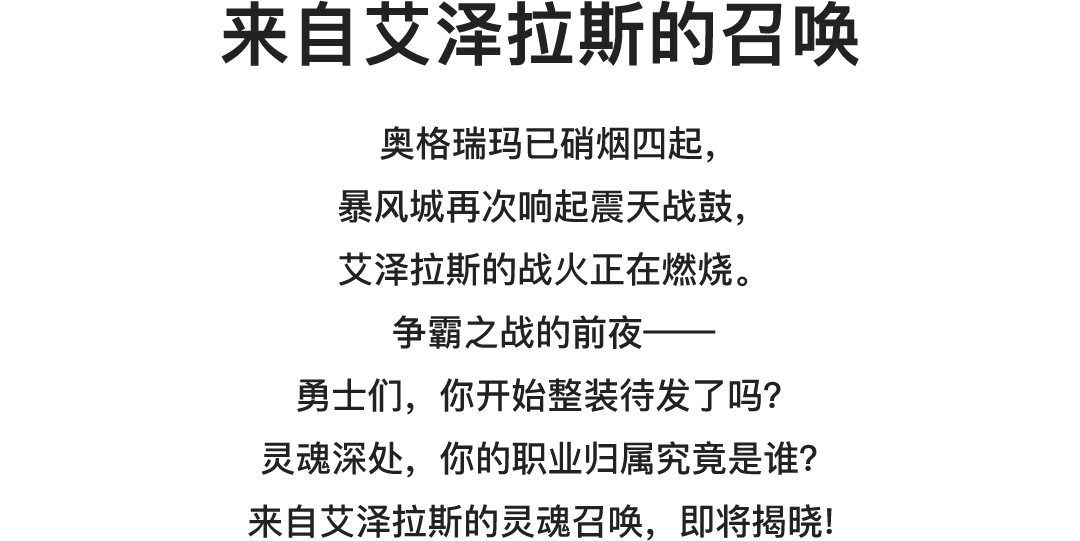 来自艾泽拉斯的召唤
奥格瑞玛已硝烟四起，
暴风城再次响起震天战鼓，
艾泽拉斯的战火正在燃烧。
争霸之战的前夜——
勇士们，你开始整装待发了吗？
灵魂深处，你的职业归属究竟是谁？
来自艾泽拉斯的灵魂召唤，即将揭晓!